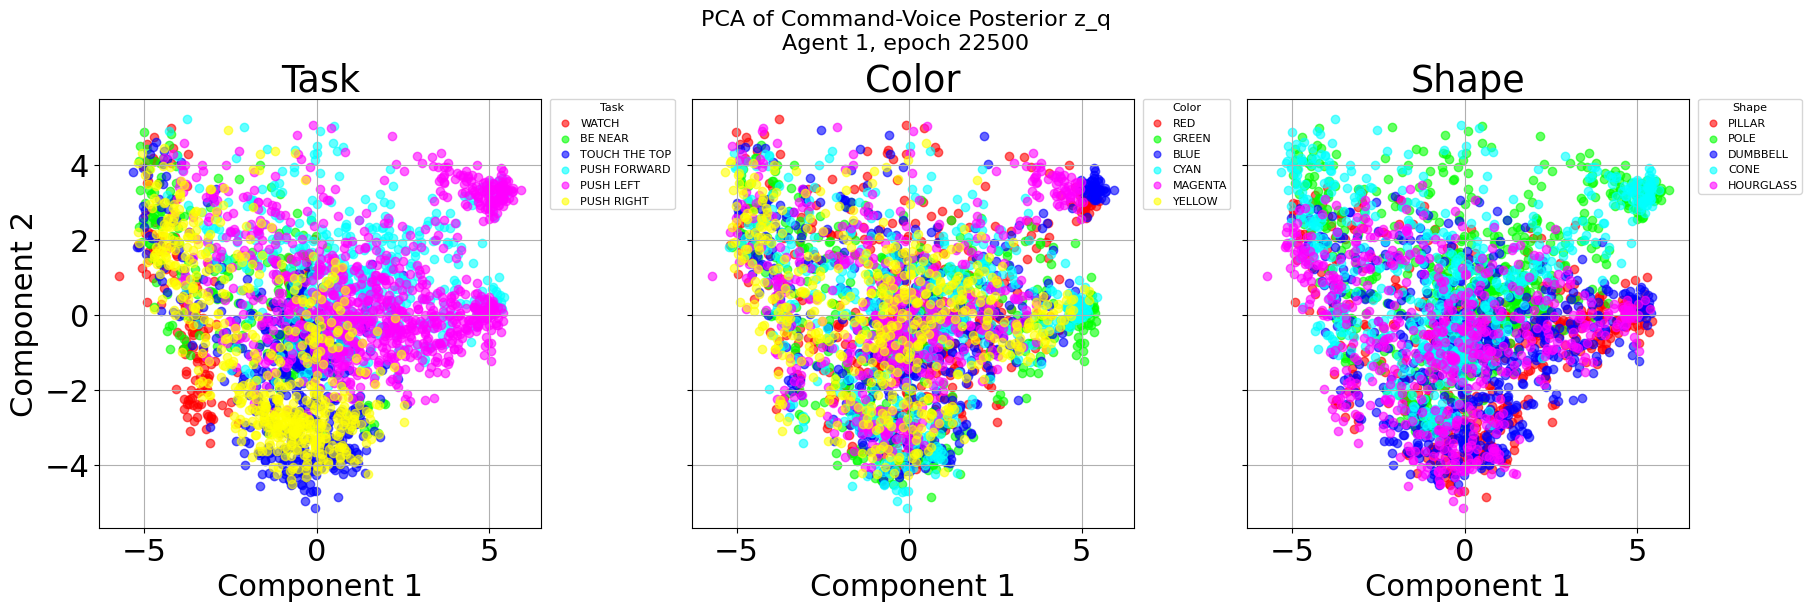 PCA of Command-Voice Posterior z_q
Agent 1, epoch 22500
Task
Component 2
4
2
0
−2
−4
−5
0
5
Component 1
Task
WATCH
BE NEAR
TOUCH THE TOP
PUSH FORWARD
PUSH LEFT
PUSH RIGHT
Color
−5
0
5
Component 1
Color
RED
GREEN
BLUE
CYAN
MAGENTA
YELLOW
Shape
−5
0
5
Component 1
Shape
PILLAR
POLE
DUMBBELL
CONE
HOURGLASS